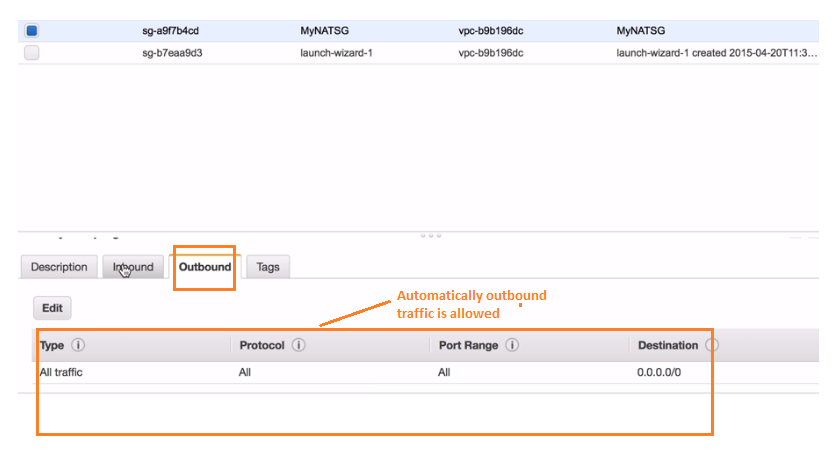 sg-a9f7b4cd MyNATSG vpc-b9b196dc MyNATSG
sg-b7eaa9d3 launch-wizard-1 vpc-b9b196dc launch-wizard-1 created 2015-04-20T11:3...
Description Inbound Outbound Tags
Automatically outbound
traffic is allowed
Edit
Type Protocol Port Range Destination
All traffic All All 0.0.0.0/0